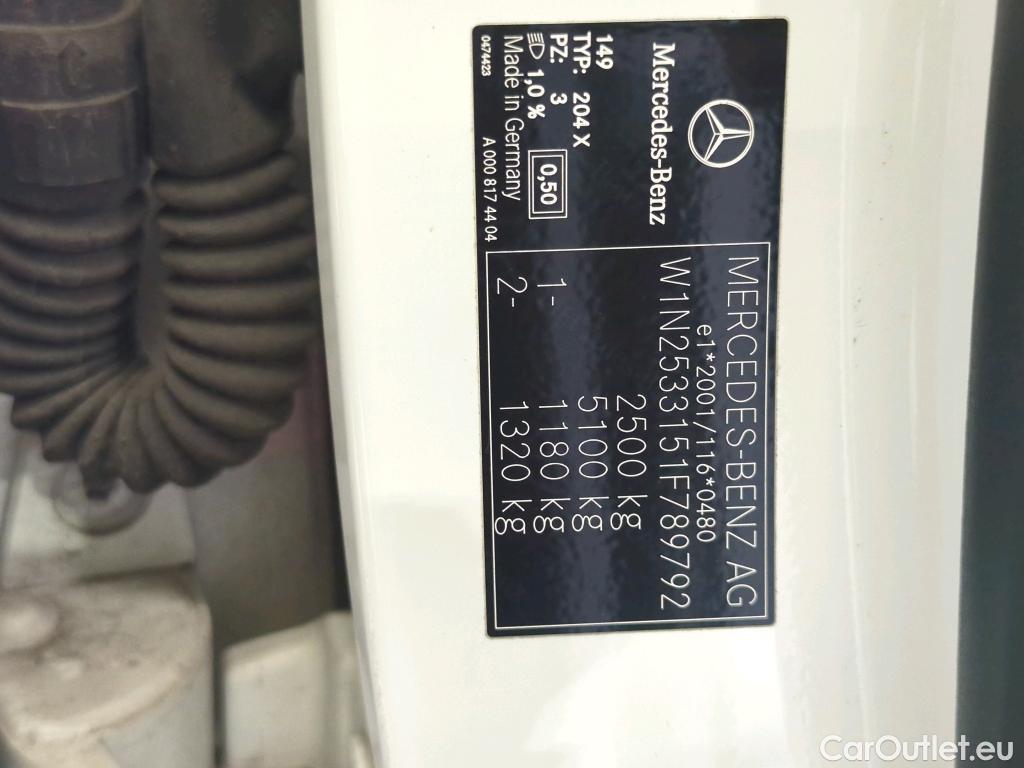 Mercedes-Benz
149
TYP: 204 X
PZ: 3
1,0 %
0,50
Made in Germany
0474423 A 000 817 44 04
MERCEDES-BENZ AG
e1*2001/116*0480
W1N2533151F789792
2500 kg
5100 kg
1- 1180 kg
2- 1320 kg
CarOutlet.eu